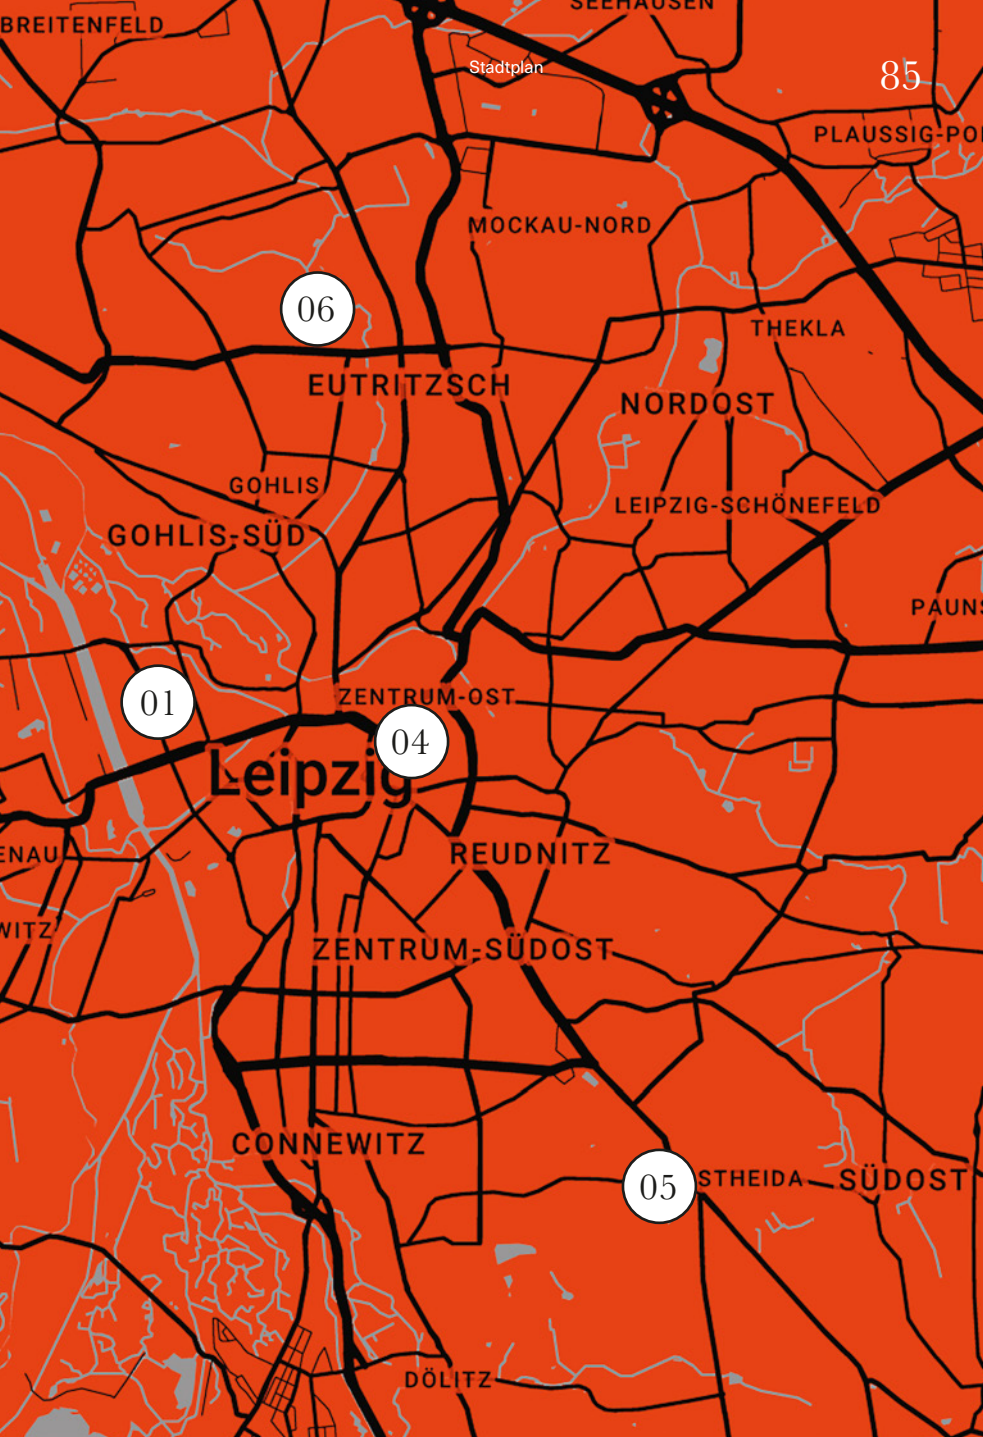 SEEHAUSEN
BREITENFELD
Stadtplan
85
PLAUSSIG-PO
MOCKAU-NORD
06
THEKLA
EUTRITZSCH
NORDOST
GOHLIS
LEIPZIG-SCHÖNEFELD
GOHLIS-SÜD
PAUNS
ZENTRUM-OST
01
04
Leipzig
REUDNITZ
ENAU
WITZ
ZENTRUM-SÜDOST
CONNEWITZ
05
STHEIDA
SÜDOST
DÖLITZ